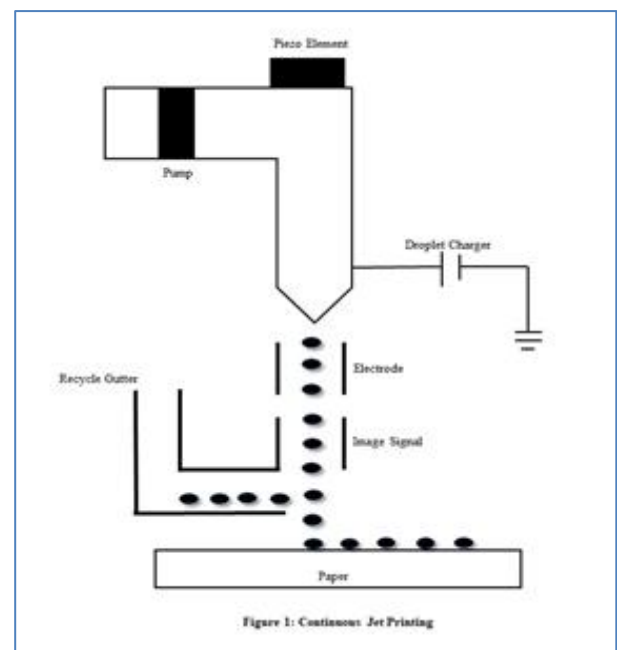 Piezo Element
Pump
Droplet Charger
Recycle Gutter
Electrode
Image Signal
Paper
Figure 1: Continuous Jet Printing